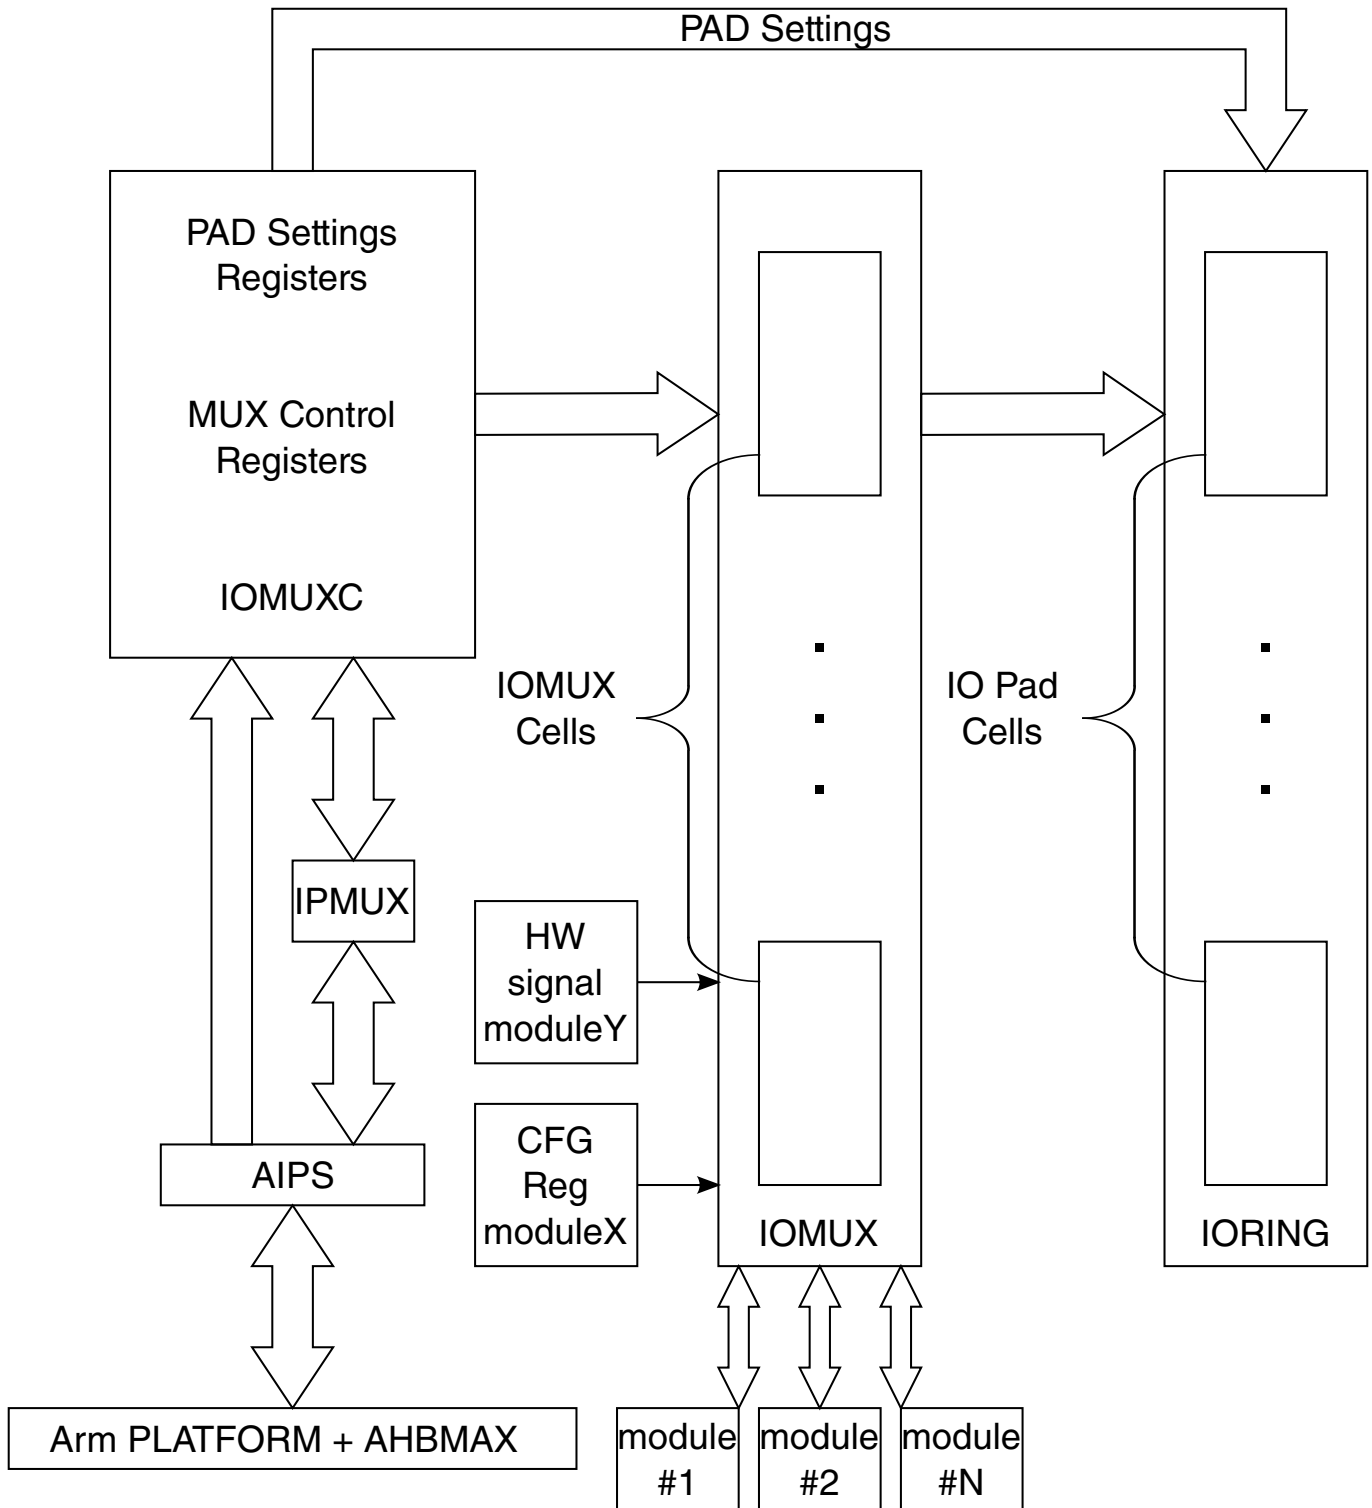 PAD Settings
PAD Settings
Registers
MUX Control
Registers
IOMUXC
IOMUX
Cells
IO Pad
Cells
IPMUX
HW
signal
moduleY
CFG
Reg
moduleX
AIPS
IOMUX
IORING
Arm PLATFORM + AHBMAX
module
#1
module
#2
module
#N